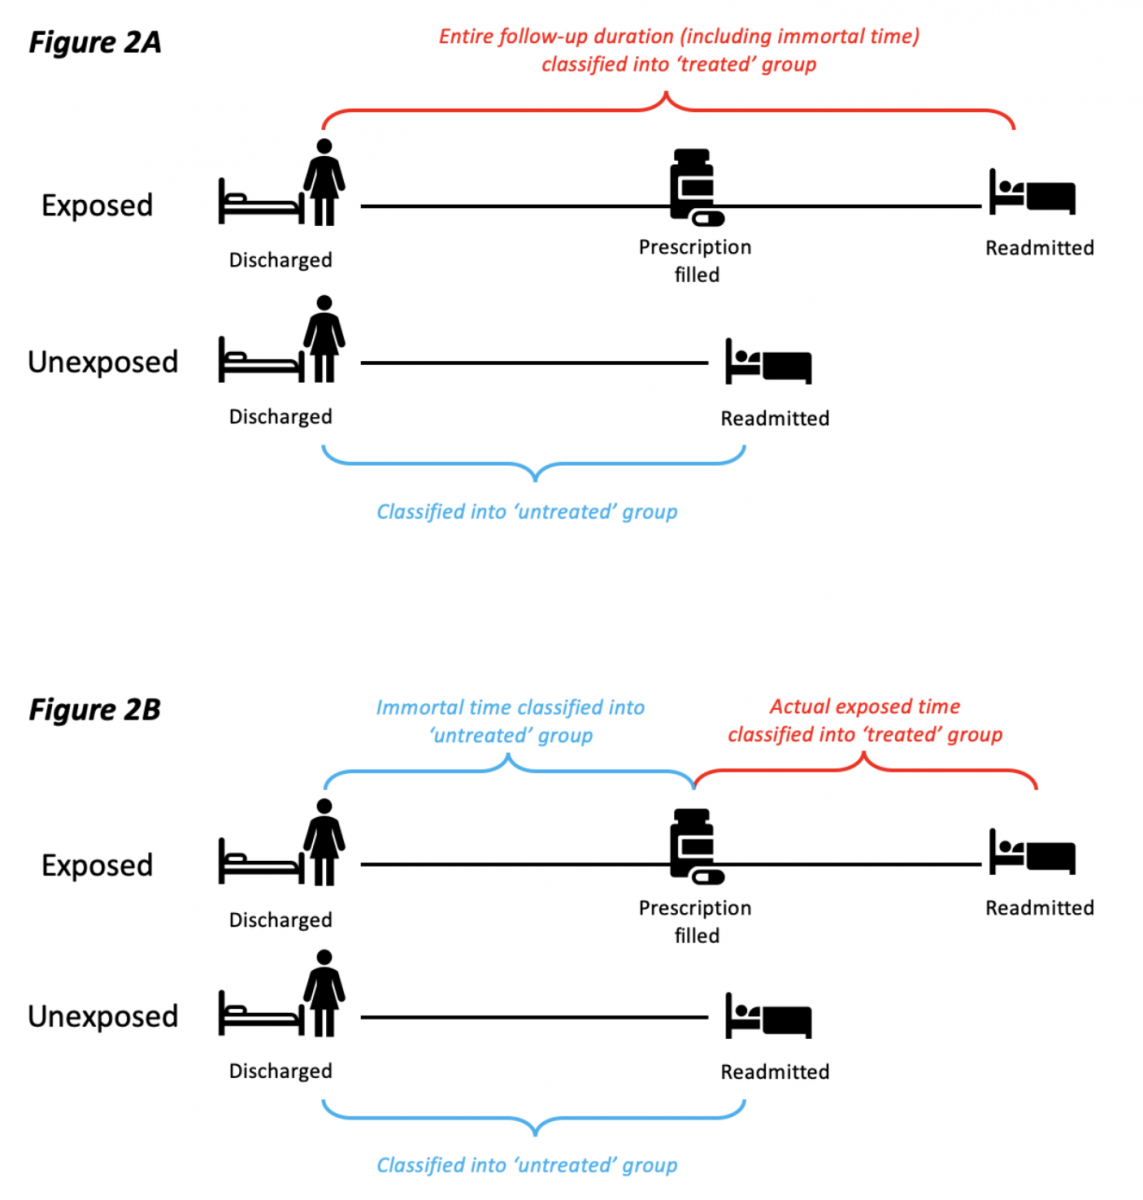 Figure 2A
Entire follow-up duration (including immortal time)
classified into ‘treated’ group
Exposed
Discharged
Prescription
filled
Readmitted
Unexposed
Discharged
Readmitted
Classified into ‘untreated’ group
Figure 2B
Immortal time classified into
‘untreated’ group
Actual exposed time
classified into ‘treated’ group
Exposed
Discharged
Prescription
filled
Readmitted
Unexposed
Discharged
Readmitted
Classified into ‘untreated’ group